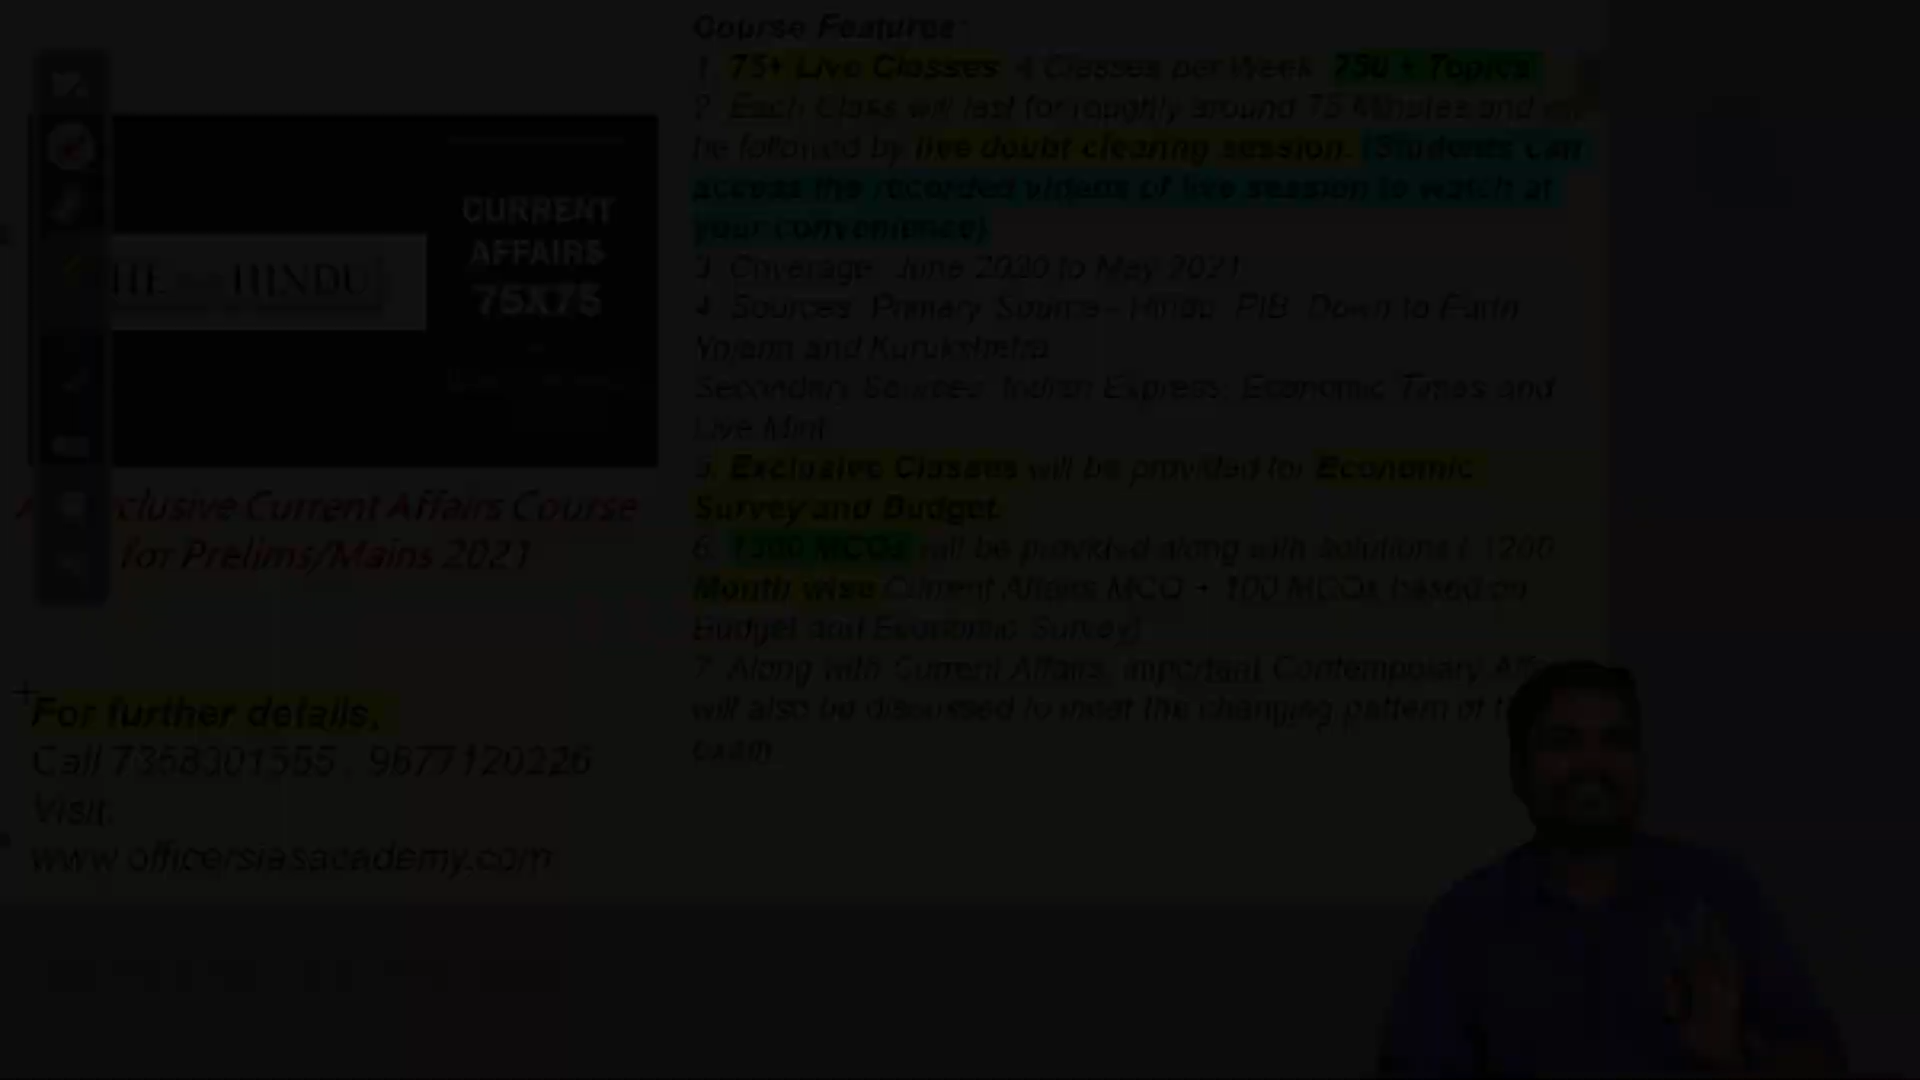 Course Features:
1. 75+ Live Classes 4 Classes per Week 750 + Topics
2. Each Class will last for roughly around 75 Minutes and
be followed by live doubt clearing session. (Students Can
access the recorded videos of live session to watch at
your convenience)
3. Coverage: June 2020 to May 2021
4. Sources: Primary Source - Hindu, PIB, Down to Earth
Yojana and Kurukshetra
Secondary Sources: Indian Express, Economic Times and
Live Mint
5. Exclusive Classes will be provided for Economic
Survey and Budget.
6. 1300 MCQs will be provided along with solutions ( 1200
Month wise Current Affairs MCQ + 100 MCQs based on
Budget and Economic Survey)
7. Along with Current Affairs, important Contemporary
will also be discussed to meet the changing pattern of
exam.
HINDU
CURRENT
AFFAIRS
75X75
Current Affairs Course
for Prelims/Mains 2021
For further details,
Call 7358301555 , 9677120226
Visit:
www.officersiasacademy.com